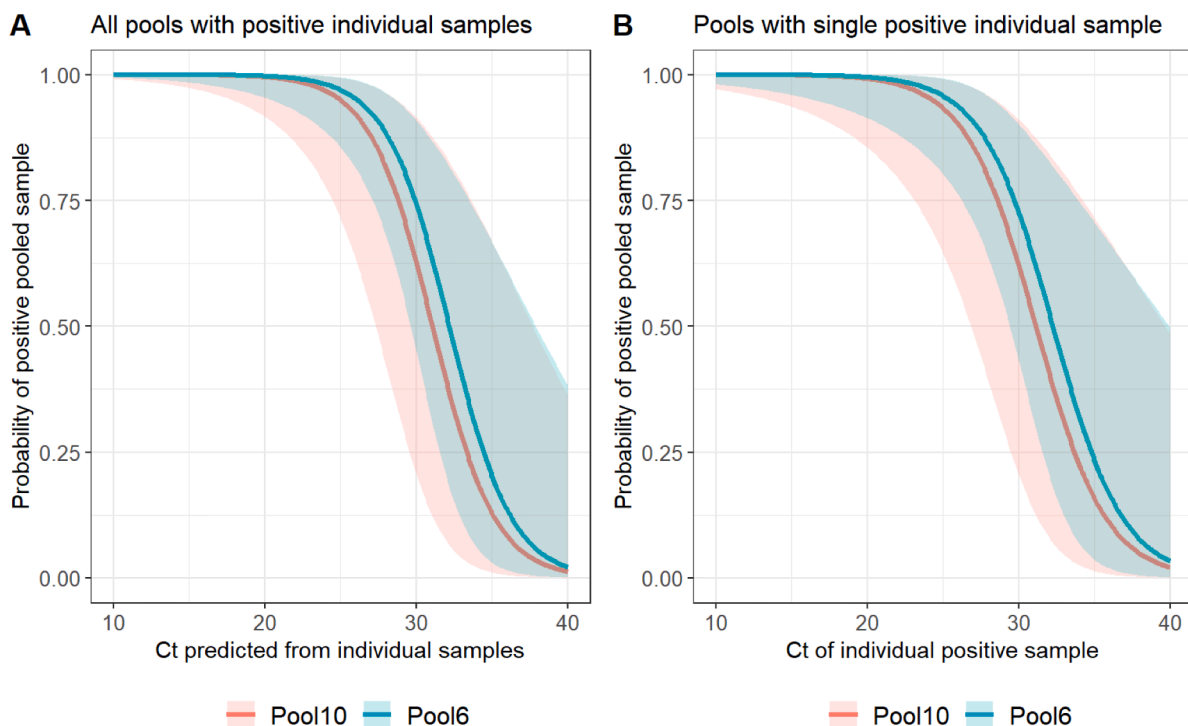 A All pools with positive individual samples
Probability of positive pooled sample
1.00
0.75
0.50
0.25
0.00
10 20 30 40
Ct predicted from individual samples
Pool10 Pool6
B Pools with single positive individual sample
Probability of positive pooled sample
1.00
0.75
0.50
0.25
0.00
10 20 30 40
Ct of individual positive sample
Pool10 Pool6